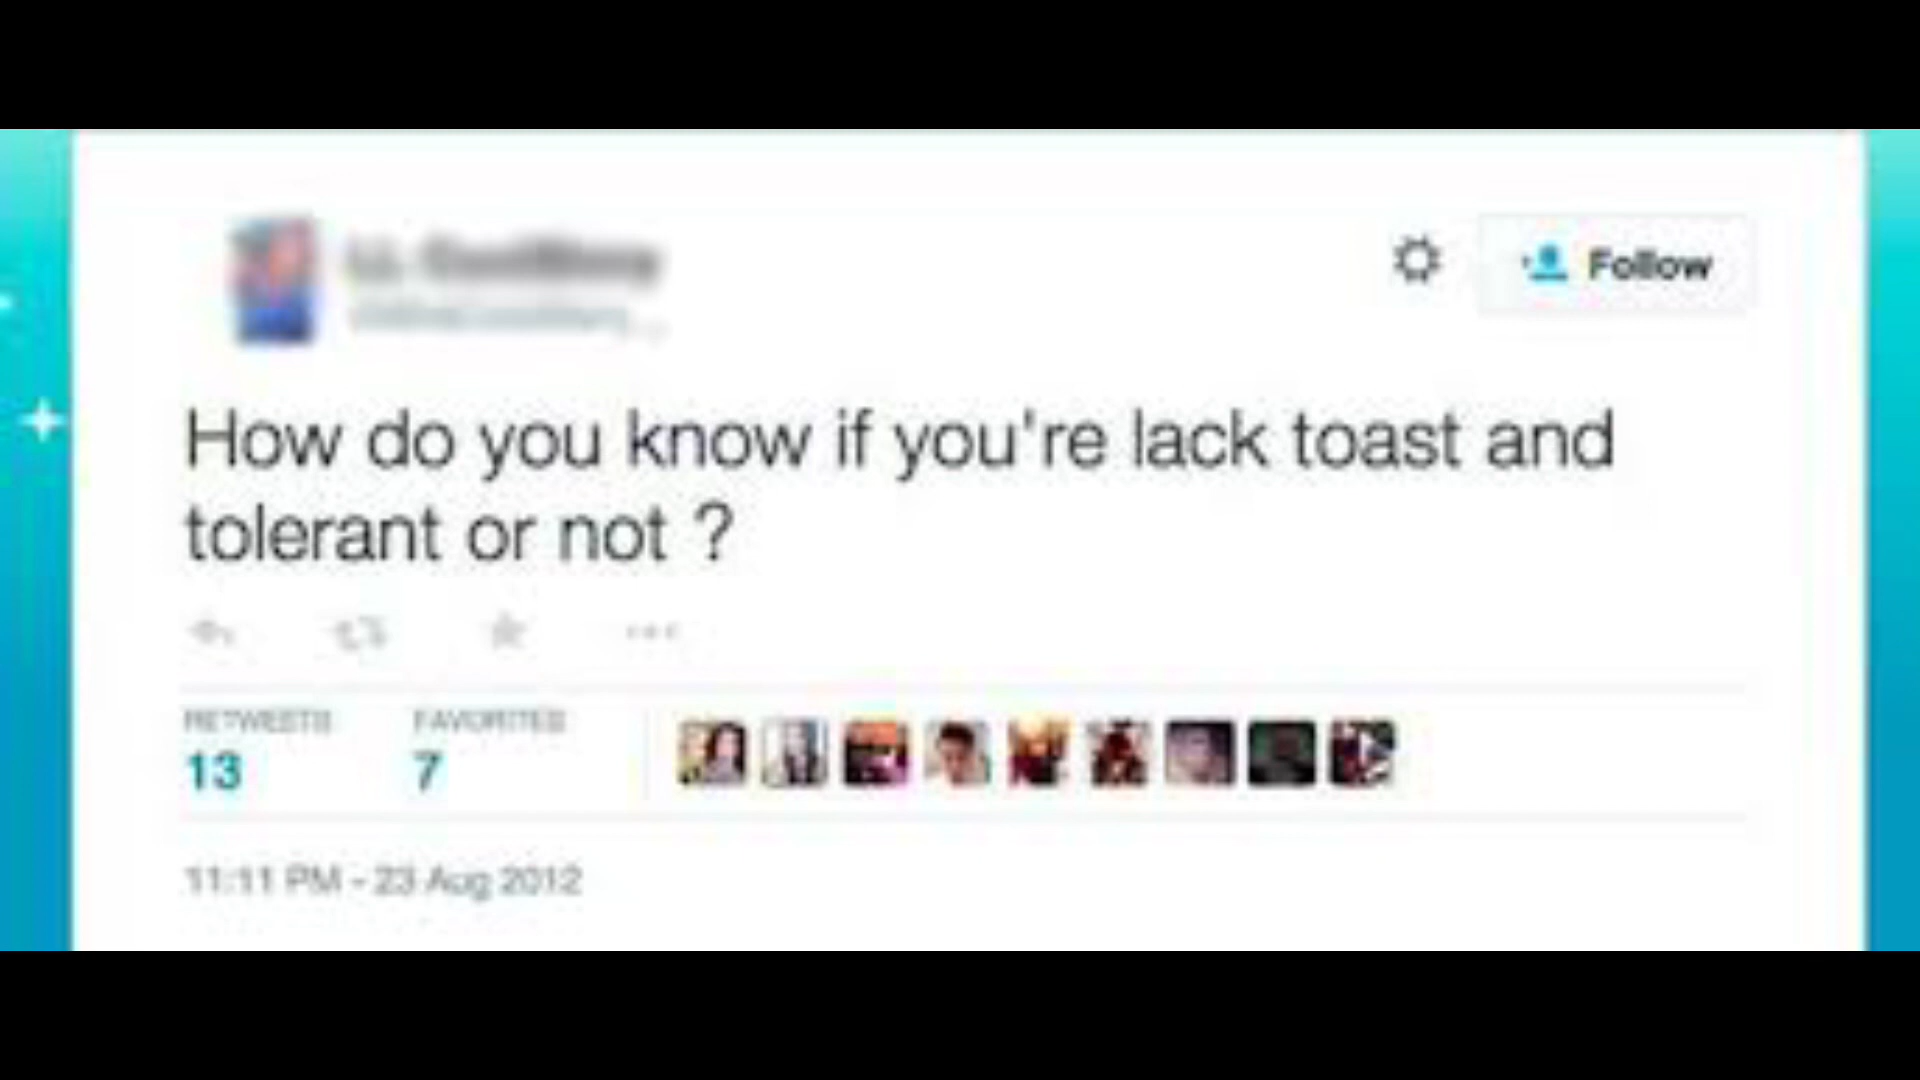 Follow
How do you know if you're lack toast and
tolerant or not ?
RETWEETS
FAVORITES
13
7
11:11 PM - 23 Aug 2012